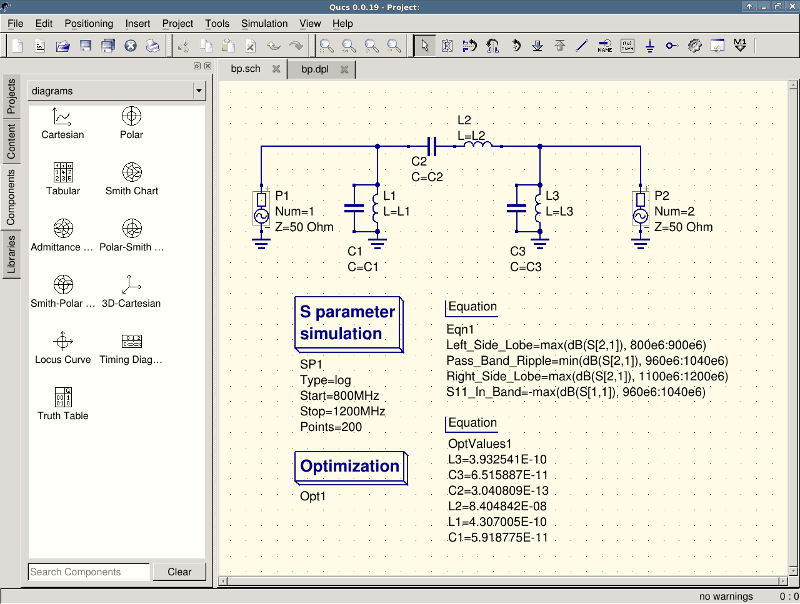 Qucs 0.0.19 - Project:
File Edit Positioning Insert Project Tools Simulation View Help
NAME
bp.sch bp.dpl
Projects
Content
Components
Libraries
diagrams
Cartesian Polar
Tabular Smith Chart
Admittance ... Polar-Smith ...
Smith-Polar ... 3D-Cartesian
Locus Curve Timing Diag...
Truth Table
Search Components Clear
L2
L=L2
C2
C=C2
P1
Num=1
Z=50 Ohm
L1
L=L1
C1
C=C1
L3
L=L3
C3
C=C3
P2
Num=2
Z=50 Ohm
S parameter
simulation
SP1
Type=log
Start=800MHz
Stop=1200MHz
Points=200
Optimization
Opt1
Equation
Eqn1
Left_Side_Lobe=max(dB(S[2,1]), 800e6:900e6)
Pass_Band_Ripple=min(dB(S[2,1]), 960e6:1040e6)
Right_Side_Lobe=max(dB(S[2,1]), 1100e6:1200e6)
S11_In_Band=-max(dB(S[1,1]), 960e6:1040e6)
Equation
OptValues1
L3=3.932541E-10
C3=6.515887E-11
C2=3.040809E-13
L2=8.404842E-08
L1=4.307005E-10
C1=5.918775E-11
no warnings 0 : 0